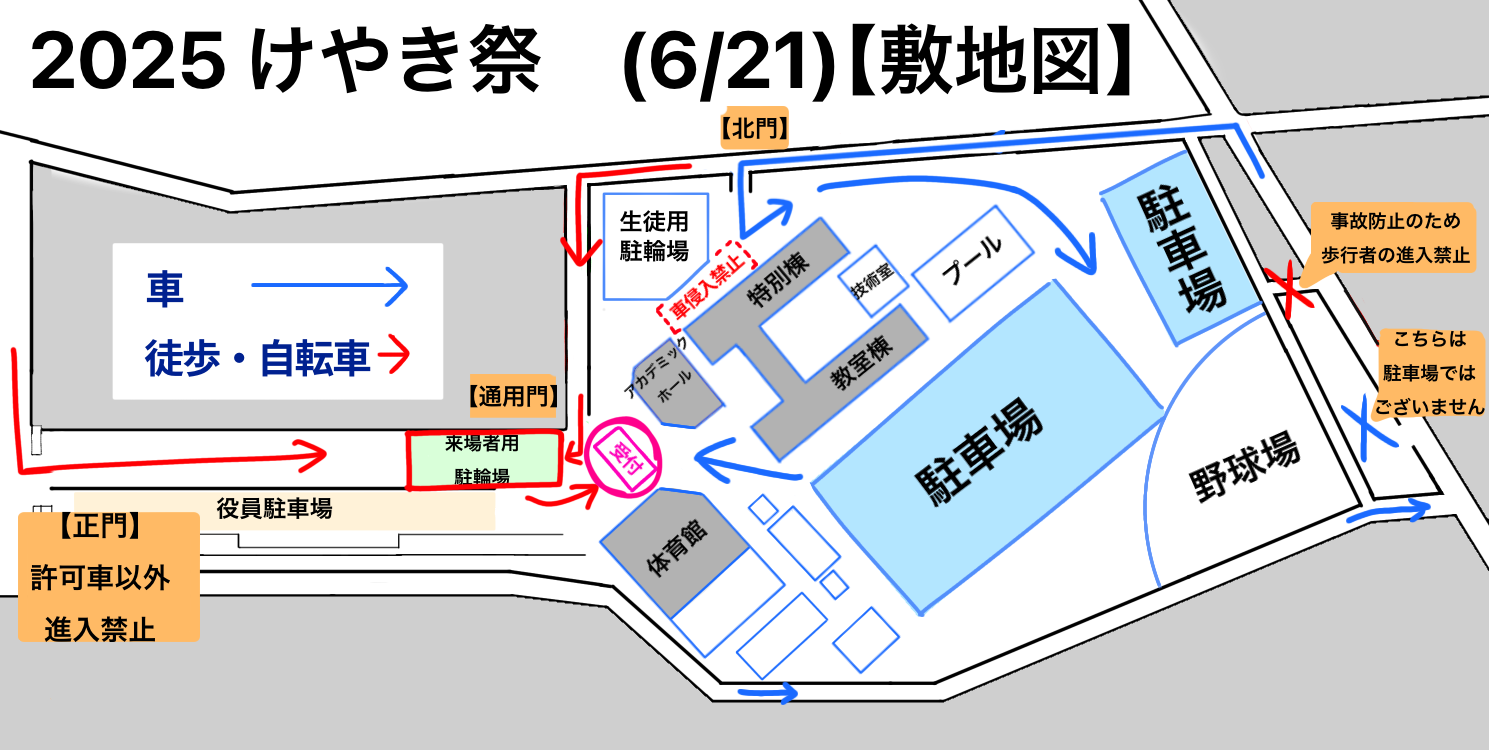 2025 けやき祭　(6/21)【敷地図】
【北門】
生徒用
駐輪場
車侵入禁止
特別棟
技術室
プール
駐車場
事故防止のため
歩行者の進入禁止
こちらは
駐車場では
ございません
車
徒歩・自転車
【通用門】
アカデミック
ホール
教室棟
来場者用
駐輪場
受付
駐車場
野球場
役員駐車場
【正門】
許可車以外
進入禁止
体育館